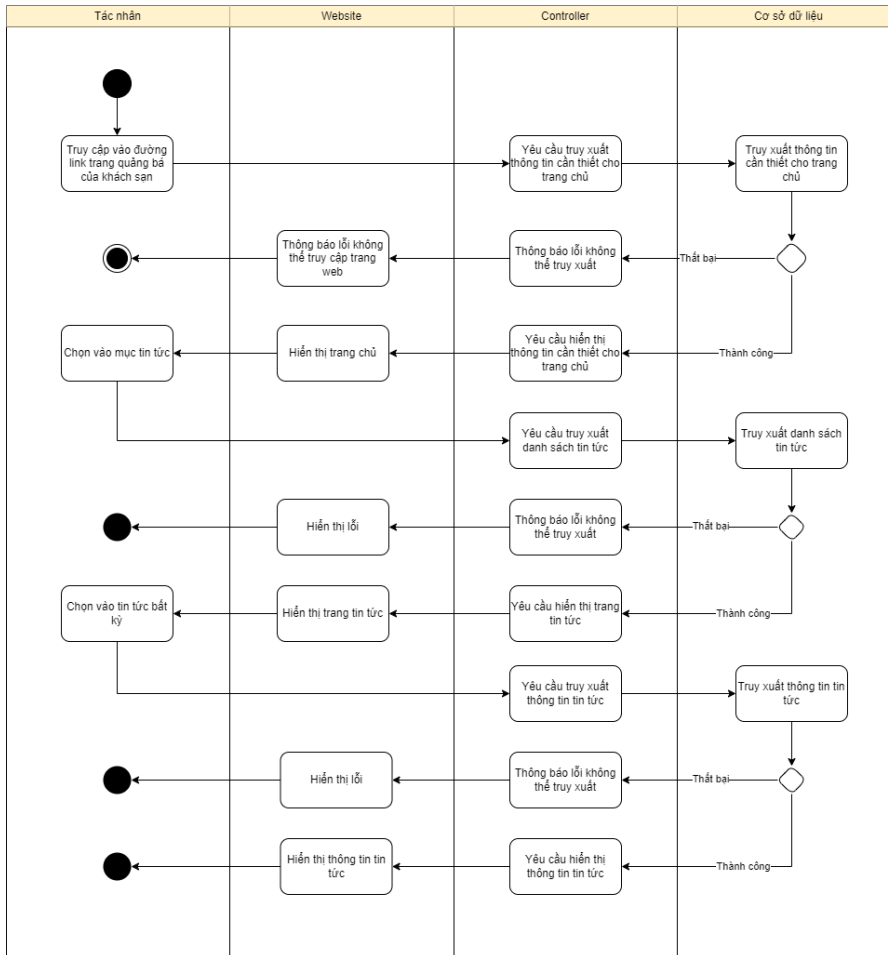 Tác nhân
Website
Controller
Cơ sở dữ liệu
Truy cập vào đường
link trang quảng bá
của khách sạn
Yêu cầu truy xuất
thông tin cần thiết cho
trang chủ
Truy xuất thông tin
cần thiết cho trang
chủ
Thông báo lỗi không
thể truy cập trang
web
Thông báo lỗi không
thể truy xuất
Thất bại
Chọn vào mục tin tức
Hiển thị trang chủ
Yêu cầu hiển thị
thông tin cần thiết cho
trang chủ
Thành công
Yêu cầu truy xuất
danh sách tin tức
Truy xuất danh sách
tin tức
Hiển thị lỗi
Thông báo lỗi không
thể truy xuất
Thất bại
Chọn vào tin tức bất
kỳ
Hiển thị trang tin tức
Yêu cầu hiển thị trang
tin tức
Thành công
Yêu cầu truy xuất
thông tin tin tức
Truy xuất thông tin tin
tức
Hiển thị lỗi
Thông báo lỗi không
thể truy xuất
Thất bại
Hiển thị thông tin tin
tức
Yêu cầu hiển thị
thông tin tin tức
Thành công